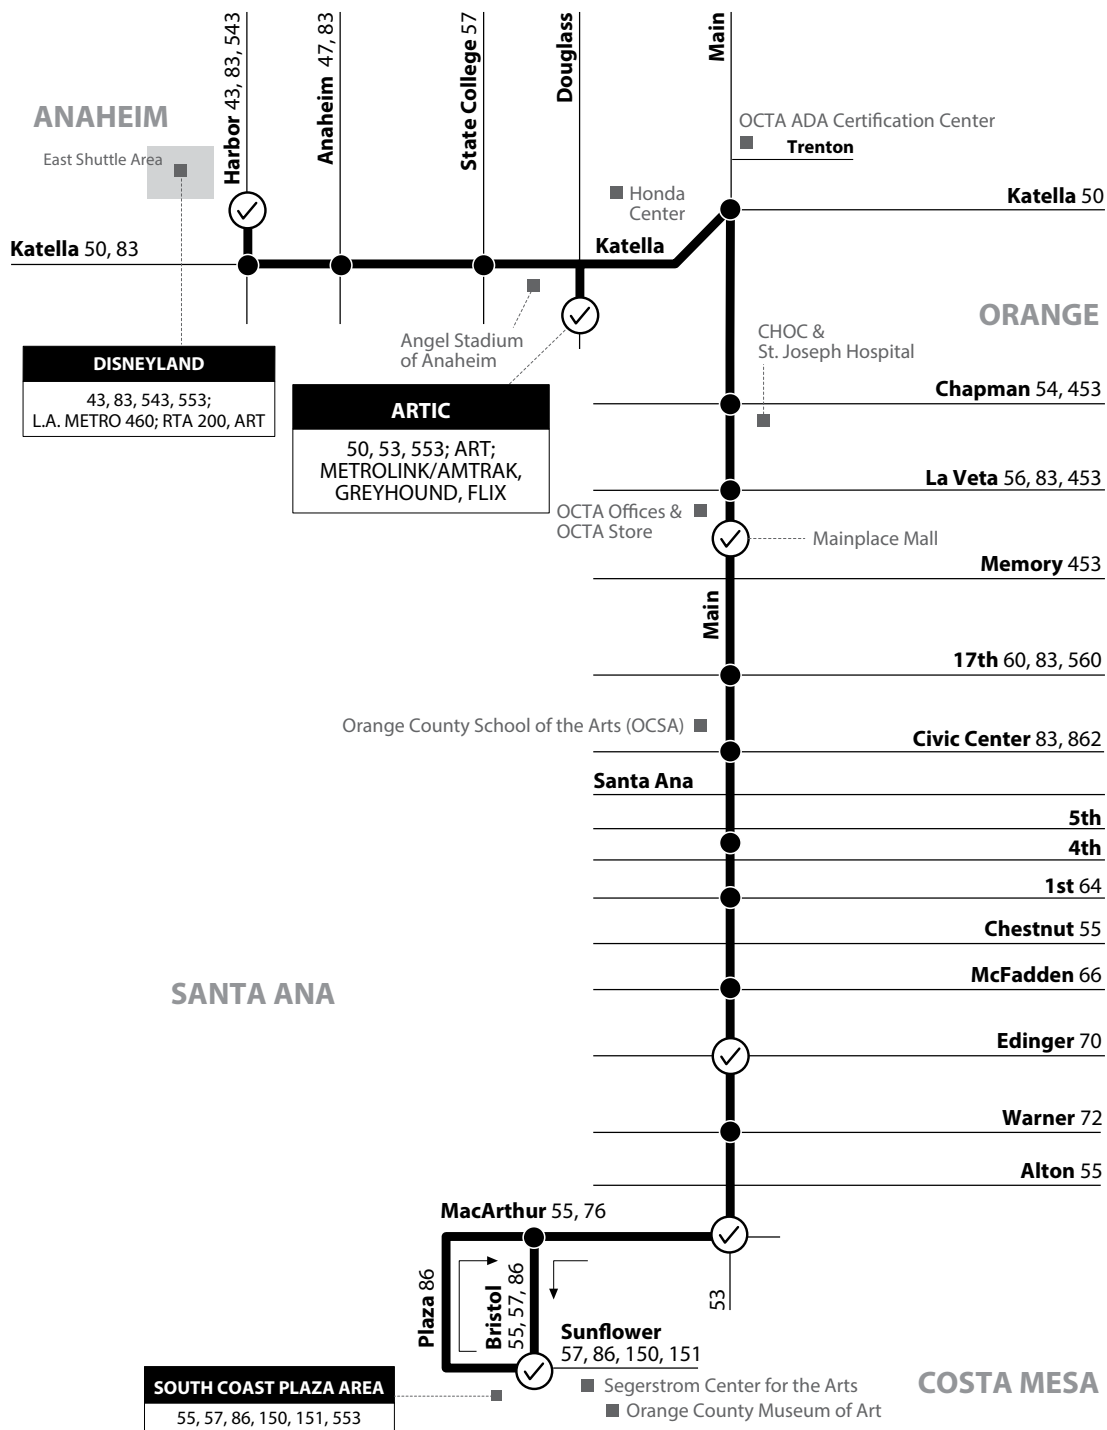 Harbor 43, 83, 543
Anaheim 47, 83
State College 57
Douglass
Main
ANAHEIM
East Shuttle Area
OCTA ADA Certification Center
Trenton
Honda
Center
Katella 50
Katella 50, 83
Katella
ORANGE
Angel Stadium
of Anaheim
CHOC &
St. Joseph Hospital
DISNEYLAND
43, 83, 543, 553;
L.A. METRO 460; RTA 200, ART
ARTIC
50, 53, 553; ART;
METROLINK/AMTRAK,
GREYHOUND, FLIX
Chapman 54, 453
La Veta 56, 83, 453
OCTA Offices &
OCTA Store
Mainplace Mall
Memory 453
Main
17th 60, 83, 560
Orange County School of the Arts (OCSA)
Civic Center 83, 862
Santa Ana
5th
4th
1st 64
Chestnut 55
McFadden 66
SANTA ANA
Edinger 70
Warner 72
Alton 55
MacArthur 55, 76
Plaza 86
Bristol
55, 57, 86
53
Sunflower
57, 86, 150, 151
SOUTH COAST PLAZA AREA
55, 57, 86, 150, 151, 553
Segerstrom Center for the Arts
Orange County Museum of Art
COSTA MESA